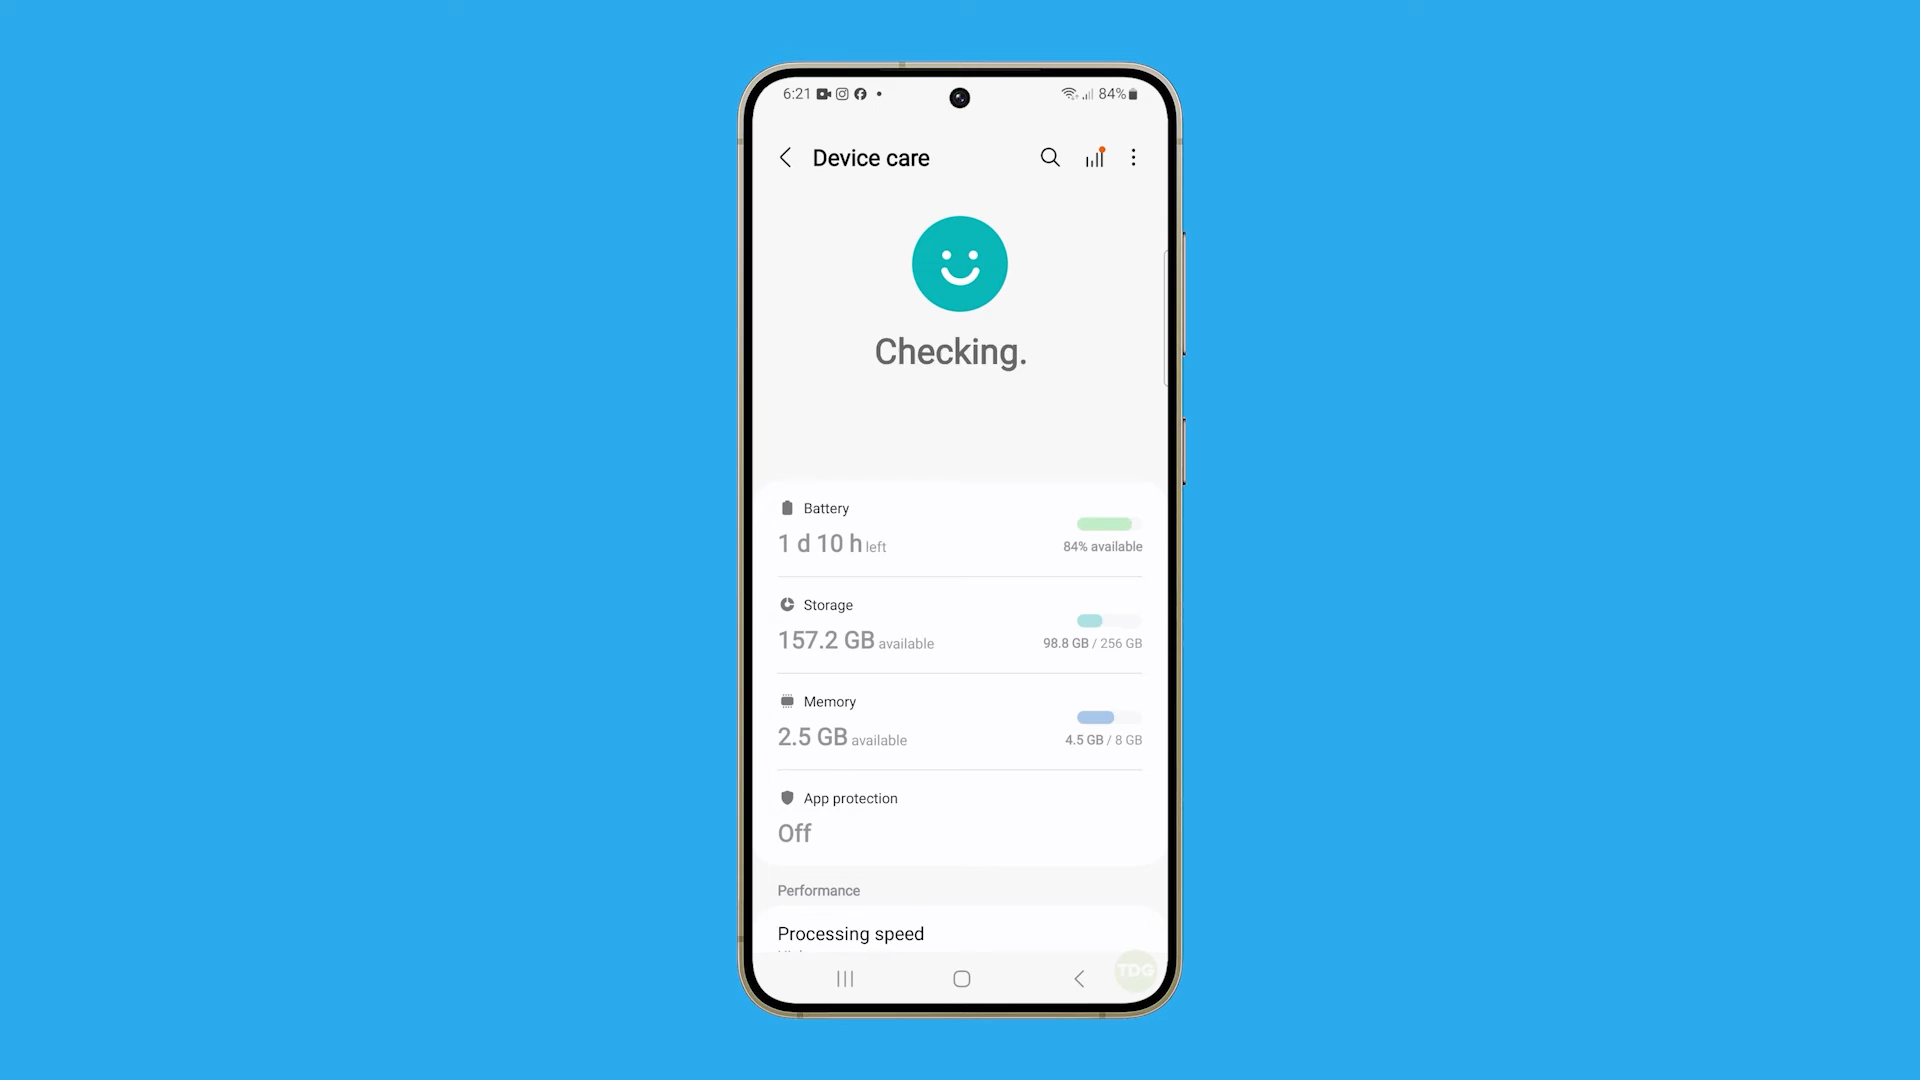 6:21
84%
Device care
Checking.
Battery
1 d 10 h left
84% available
Storage
157.2 GB available
98.8 GB / 256 GB
Memory
2.5 GB available
4.5 GB / 8 GB
App protection
Off
Performance
Processing speed
TDG